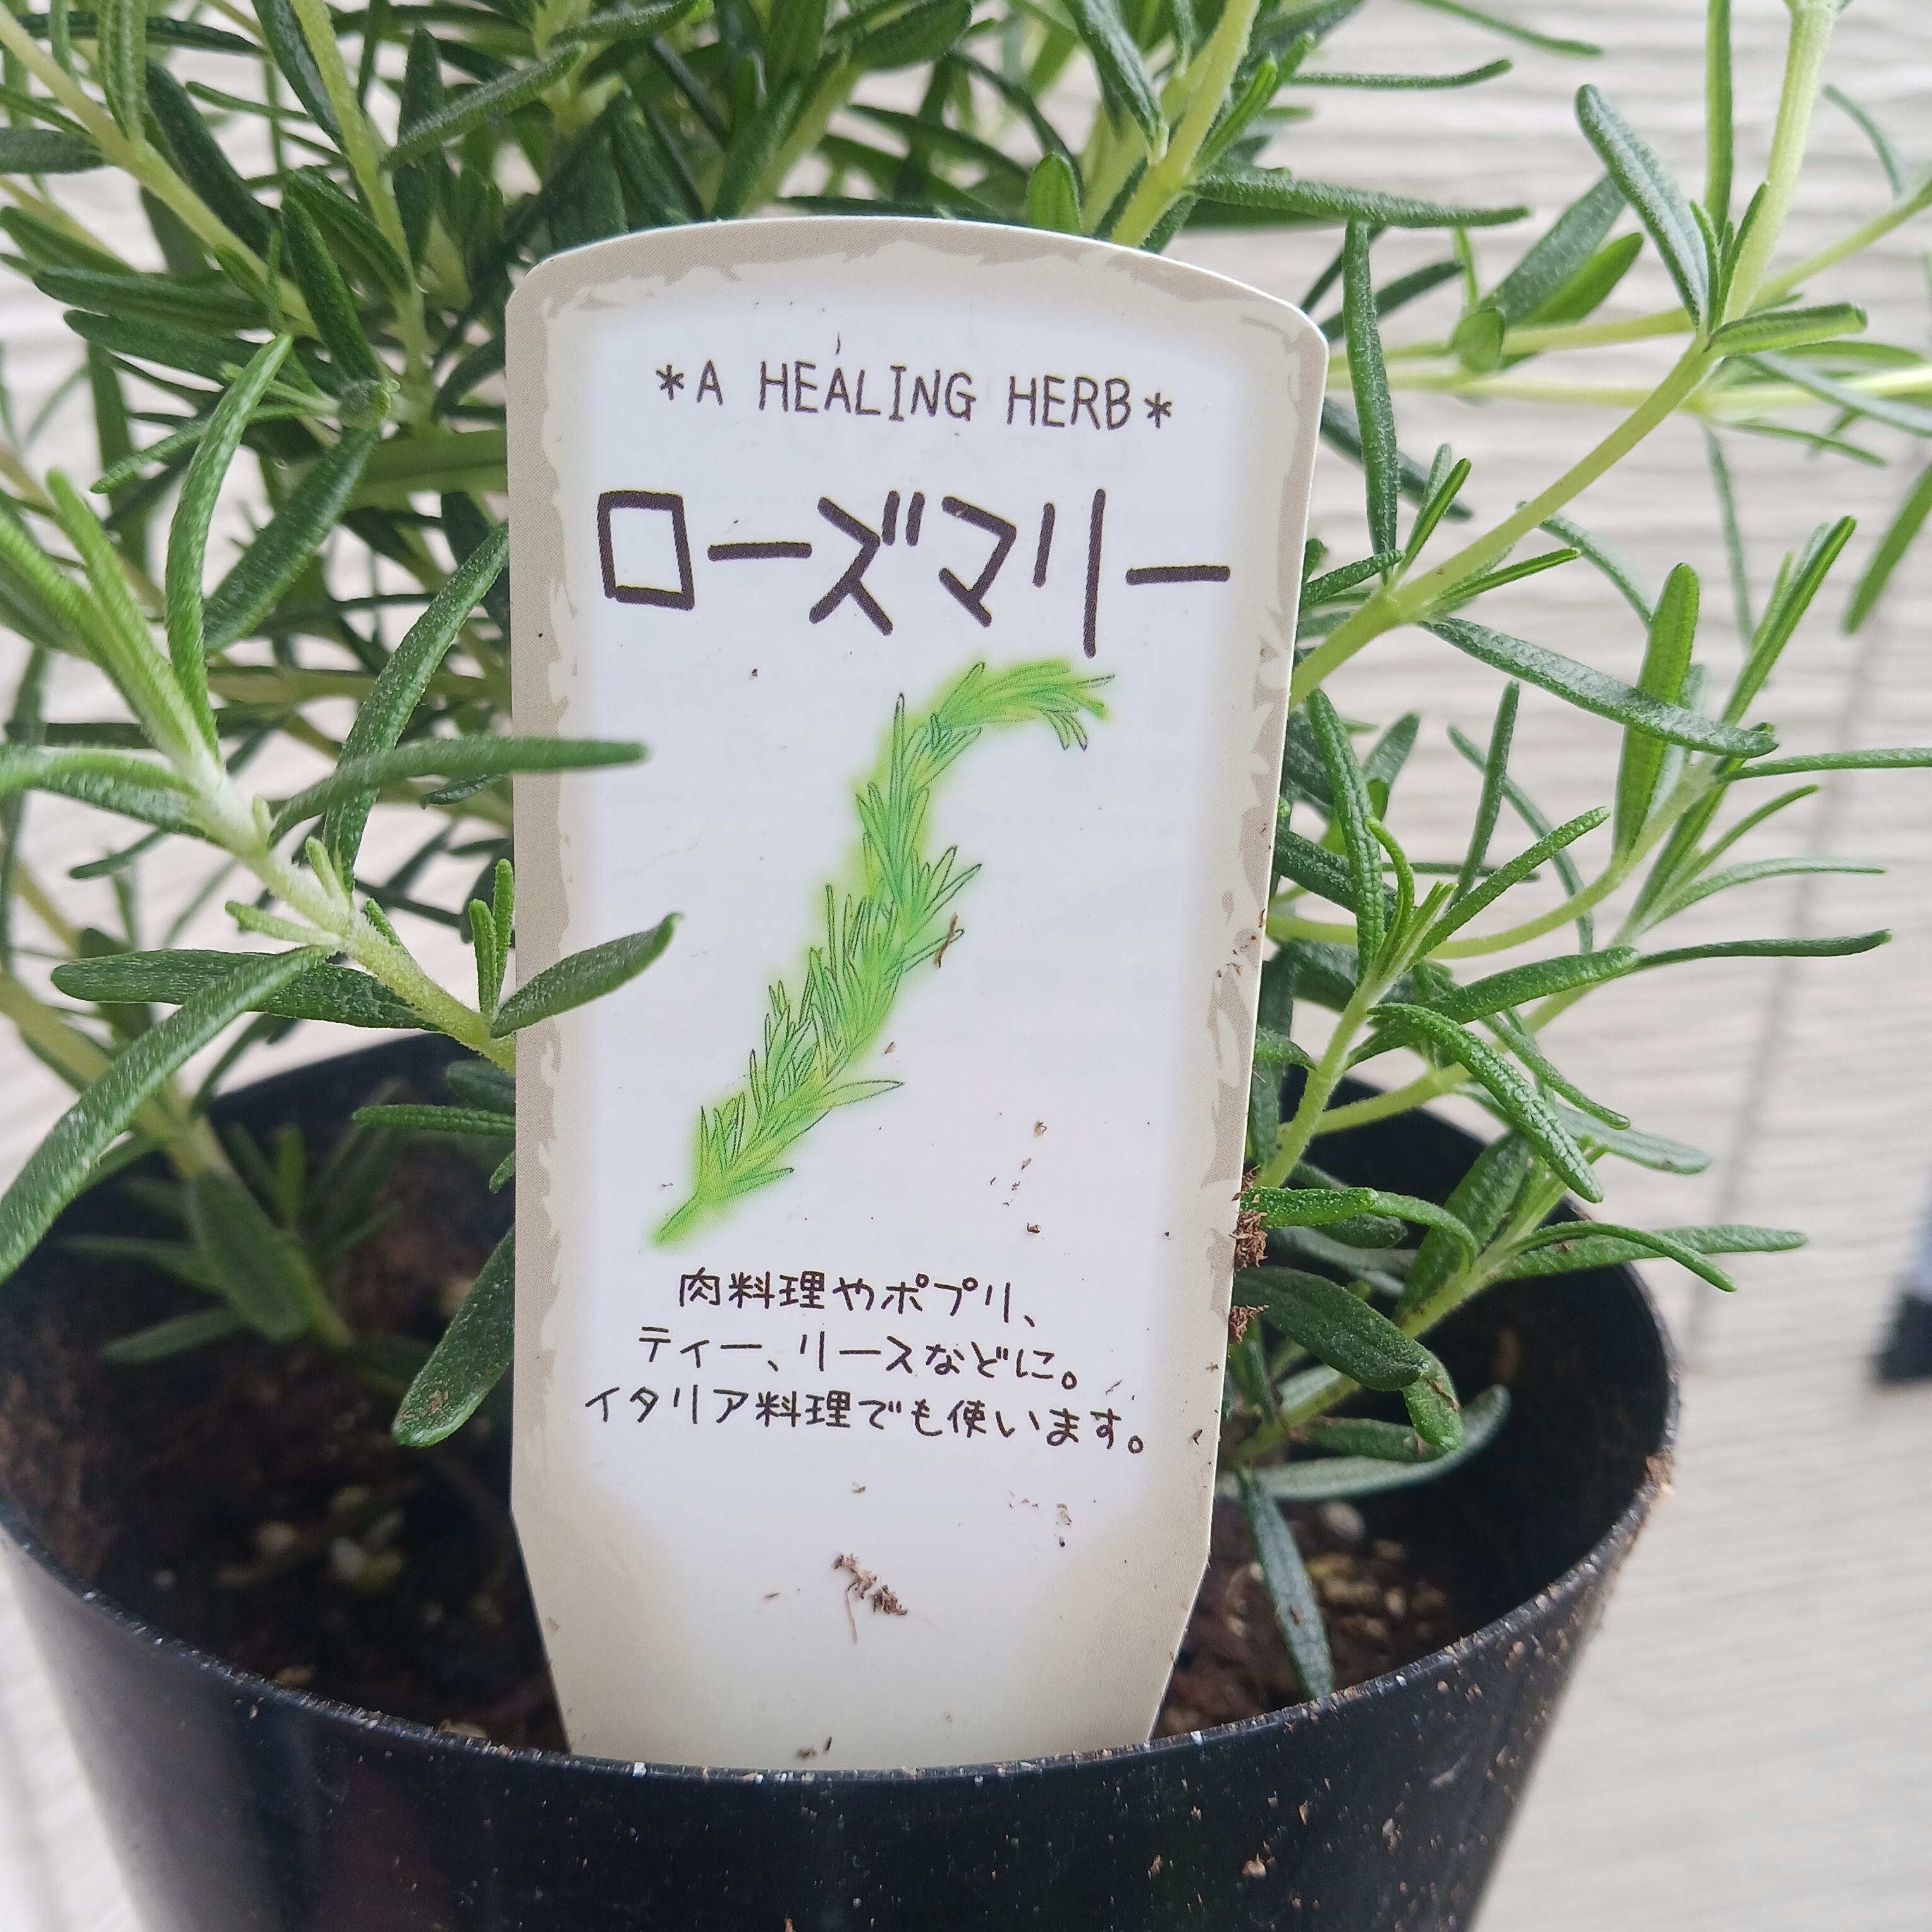 *A HEALING HERB*
ローズマリー
肉料理やポプリ、
ティー、リースなどに。
イタリア料理でも使います。